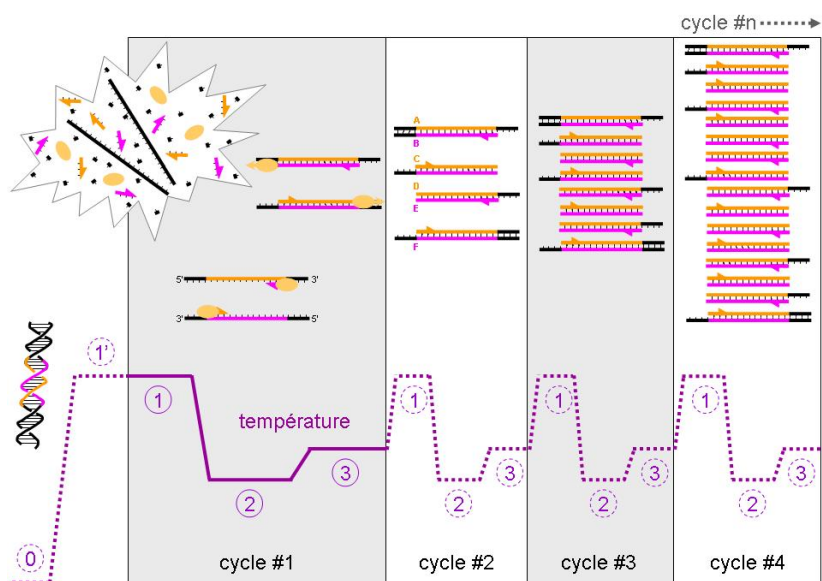 cycle #n
A
B
C
D
E
F
5' 3'
3' 5'
1'
1
température
2
3
1
2
3
1
2
3
1
2
3
0
cycle #1
cycle #2
cycle #3
cycle #4